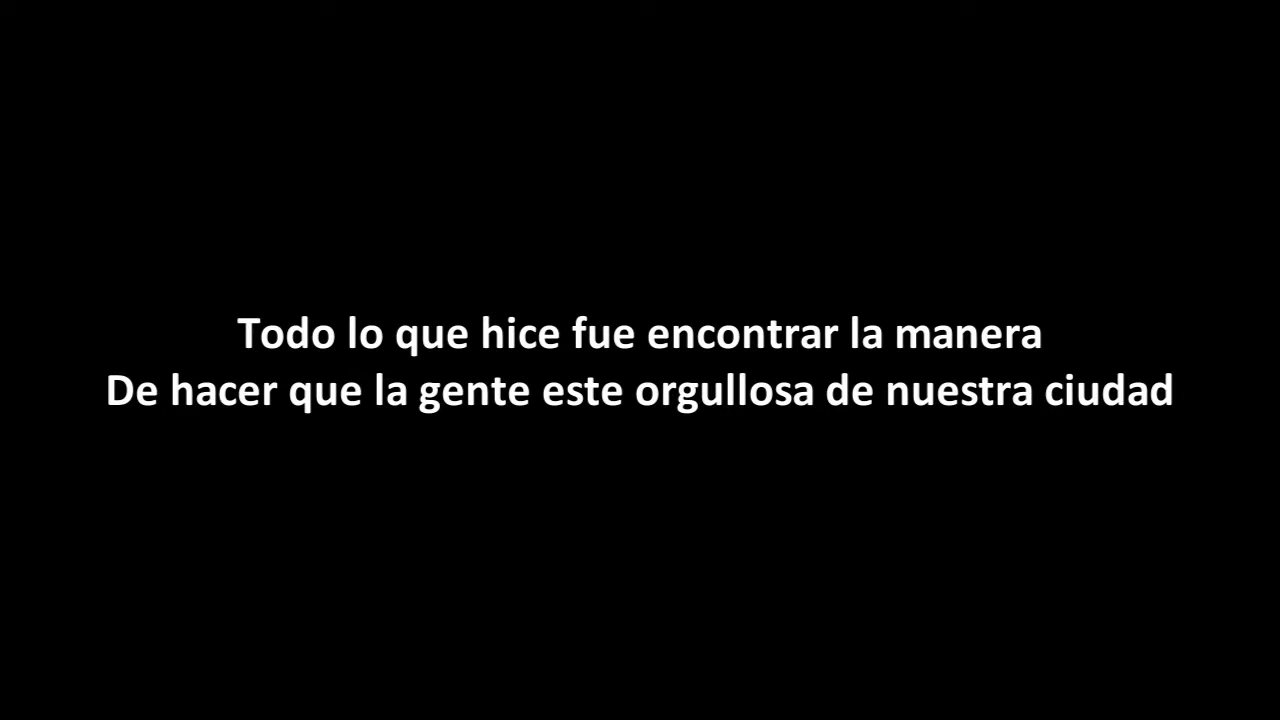 Todo lo que hice fue encontrar la manera
De hacer que la gente este orgullosa de nuestra ciudad